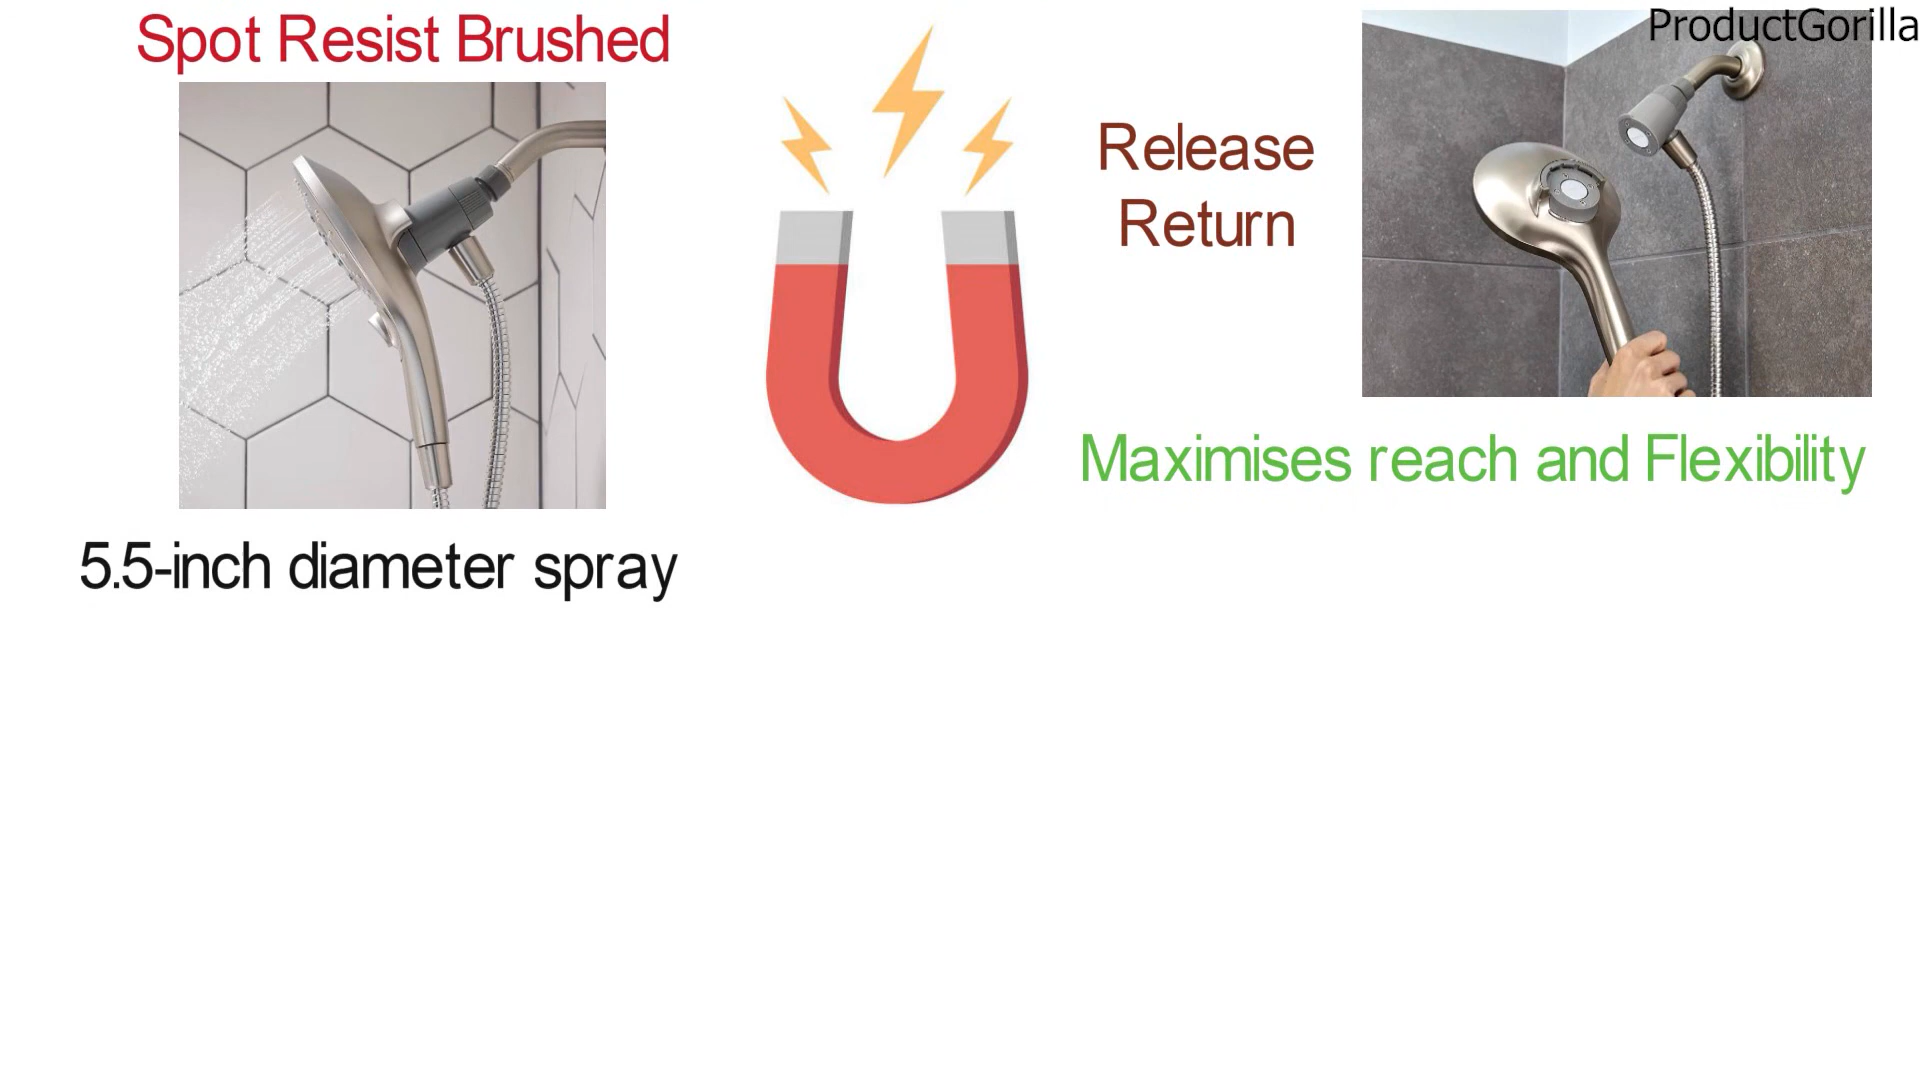 Spot Resist Brushed
ProductGorilla
Release
Return
Maximises reach and Flexibility
5.5-inch diameter spray